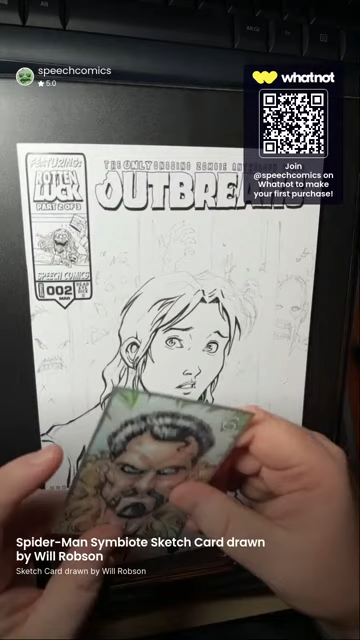 speechcomics
★ 5.0
whatnot
Join
@speechcomics on
Whatnot to make
your first purchase!
FEATURING:
ROTTEN
LUCK
PART 2 OF 3
SPEECH COMICS
002
MAR
THE ONLY ONGOING ZOMBIE
Spider-Man Symbiote Sketch Card drawn
by Will Robson
Sketch Card drawn by Will Robson